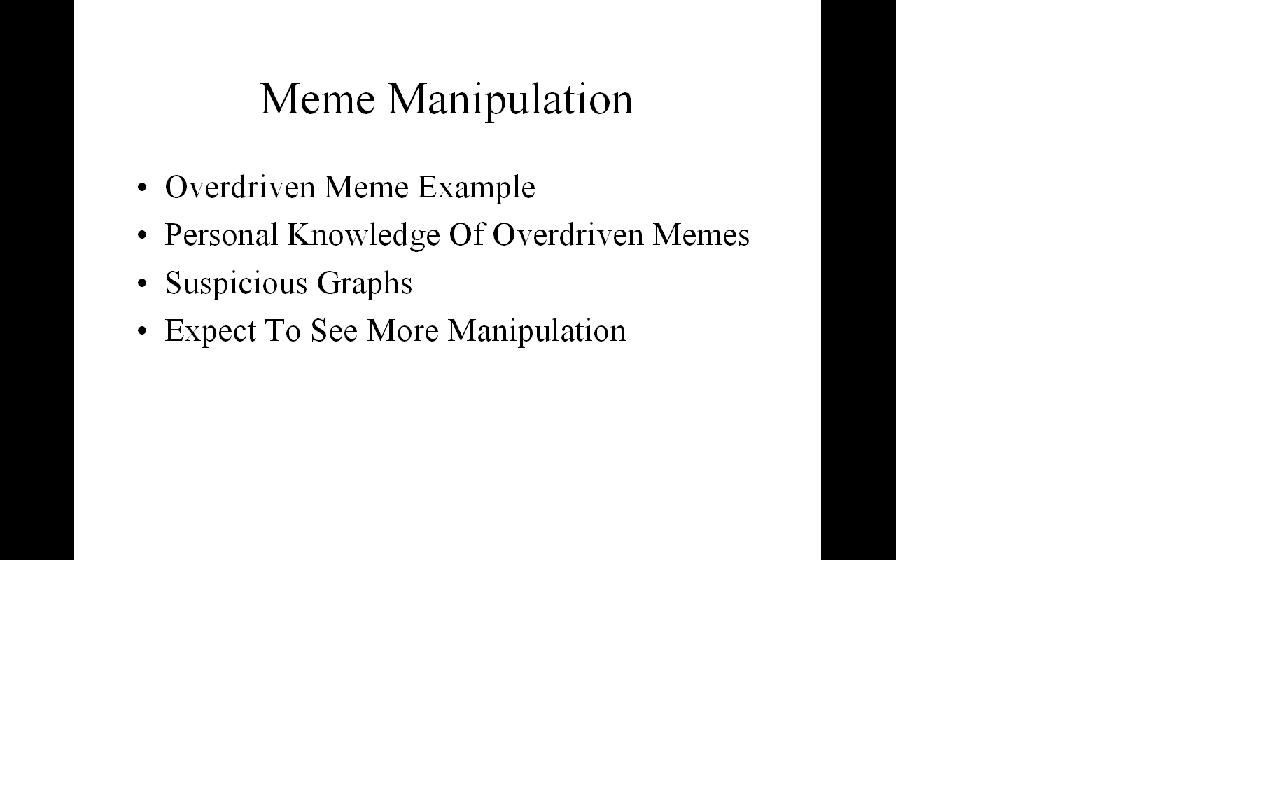 Meme Manipulation
• Overdriven Meme Example
• Personal Knowledge Of Overdriven Memes
• Suspicious Graphs
• Expect To See More Manipulation